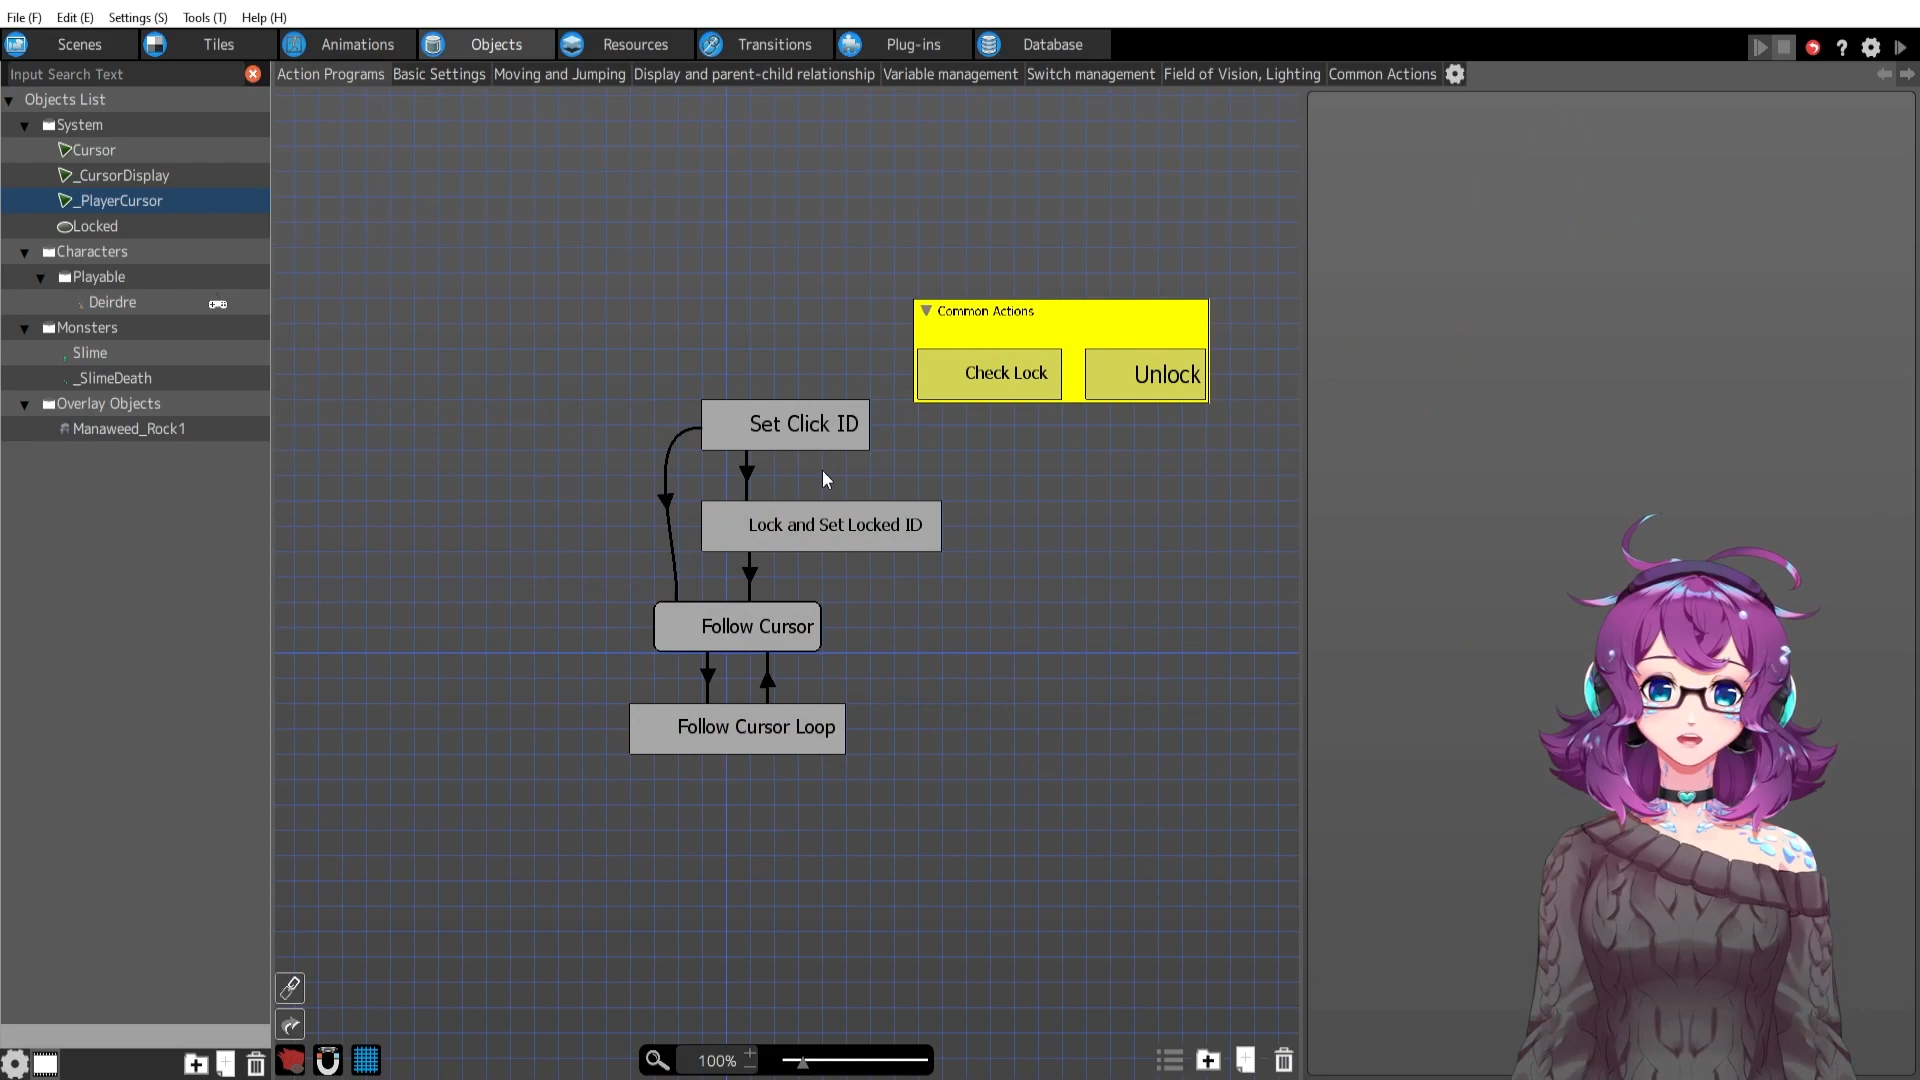 File (F) Edit (E) Settings (S) Tools (T) Help (H)
Scenes Tiles Animations Objects Resources Transitions Plug-ins Database
Input Search Text
Action Programs Basic Settings Moving and Jumping Display and parent-child relationship Variable management Switch management Field of Vision, Lighting Common Actions
Objects List
System
Cursor
_CursorDisplay
_PlayerCursor
Locked
Characters
Playable
Deirdre
Monsters
Slime
_SlimeDeath
Overlay Objects
Manaweed_Rock1
Common Actions
Check Lock Unlock
Set Click ID
Lock and Set Locked ID
Follow Cursor
Follow Cursor Loop
100%